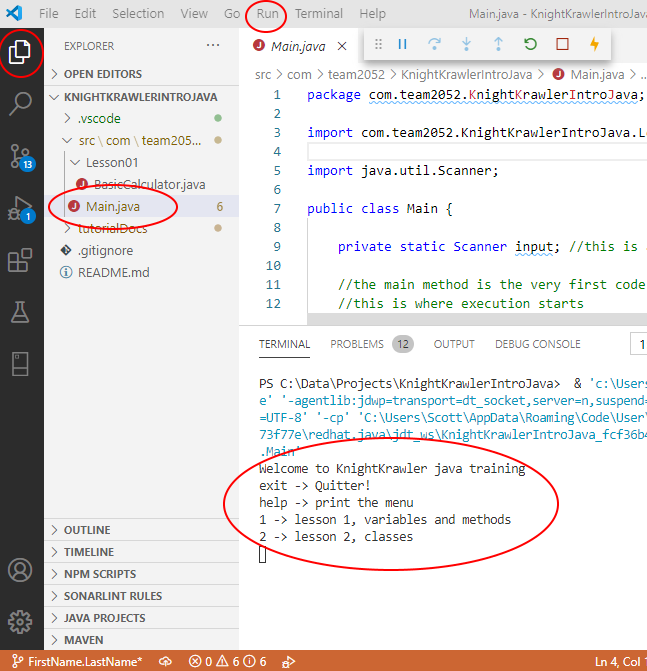 File Edit Selection View Go Run Terminal Help Main.java - KnightKrawlerIntroJava
EXPLORER
OPEN EDITORS
KNIGHTKRAWLERINTROJAVA
.vscode
src \ com \ team205...
Lesson01
BasicCalculator.java
Main.java 6
tutorialDocs
.gitignore
README.md
OUTLINE
TIMELINE
NPM SCRIPTS
SONARLINT RULES
JAVA PROJECTS
MAVEN
13
1
Main.java
src > com > team2052 > KnightKrawlerIntroJava > Main.java > ...
1 package com.team2052.KnightKrawlerIntroJava;
2
3 import com.team2052.KnightKrawlerIntroJava.L
4
5 import java.util.Scanner;
6
7 public class Main {
8
9 private static Scanner input; //this is
10
11 //the main method is the very first code
12 //this is where execution starts
TERMINAL PROBLEMS 12 OUTPUT DEBUG CONSOLE 1
PS C:\Data\Projects\KnightKrawlerIntroJava> & 'c:\Users
e' '-agentlib:jdwp=transport=dt_socket,server=n,suspend=
=UTF-8' '-cp' 'C:\Users\Scott\AppData\Roaming\Code\User
73f77e\redhat.java\jdt_ws\KnightKrawlerIntroJava_fcf36b4
.Main'
Welcome to KnightKrawler java training
exit -> Quitter!
help -> print the menu
1 -> lesson 1, variables and methods
2 -> lesson 2, classes
FirstName.LastName* 0 6 6 Ln 4, Col 1